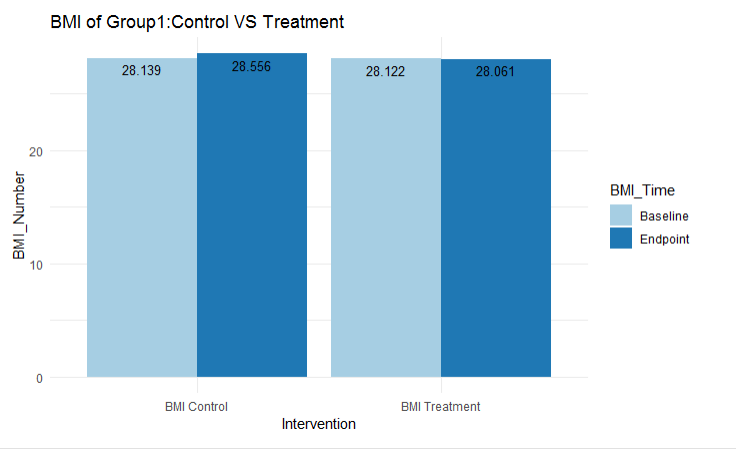 BMI of Group1:Control VS Treatment
28.139
28.556
28.122
28.061
20
10
0
BMI_Number
BMI Control
BMI Treatment
Intervention
BMI_Time
Baseline
Endpoint